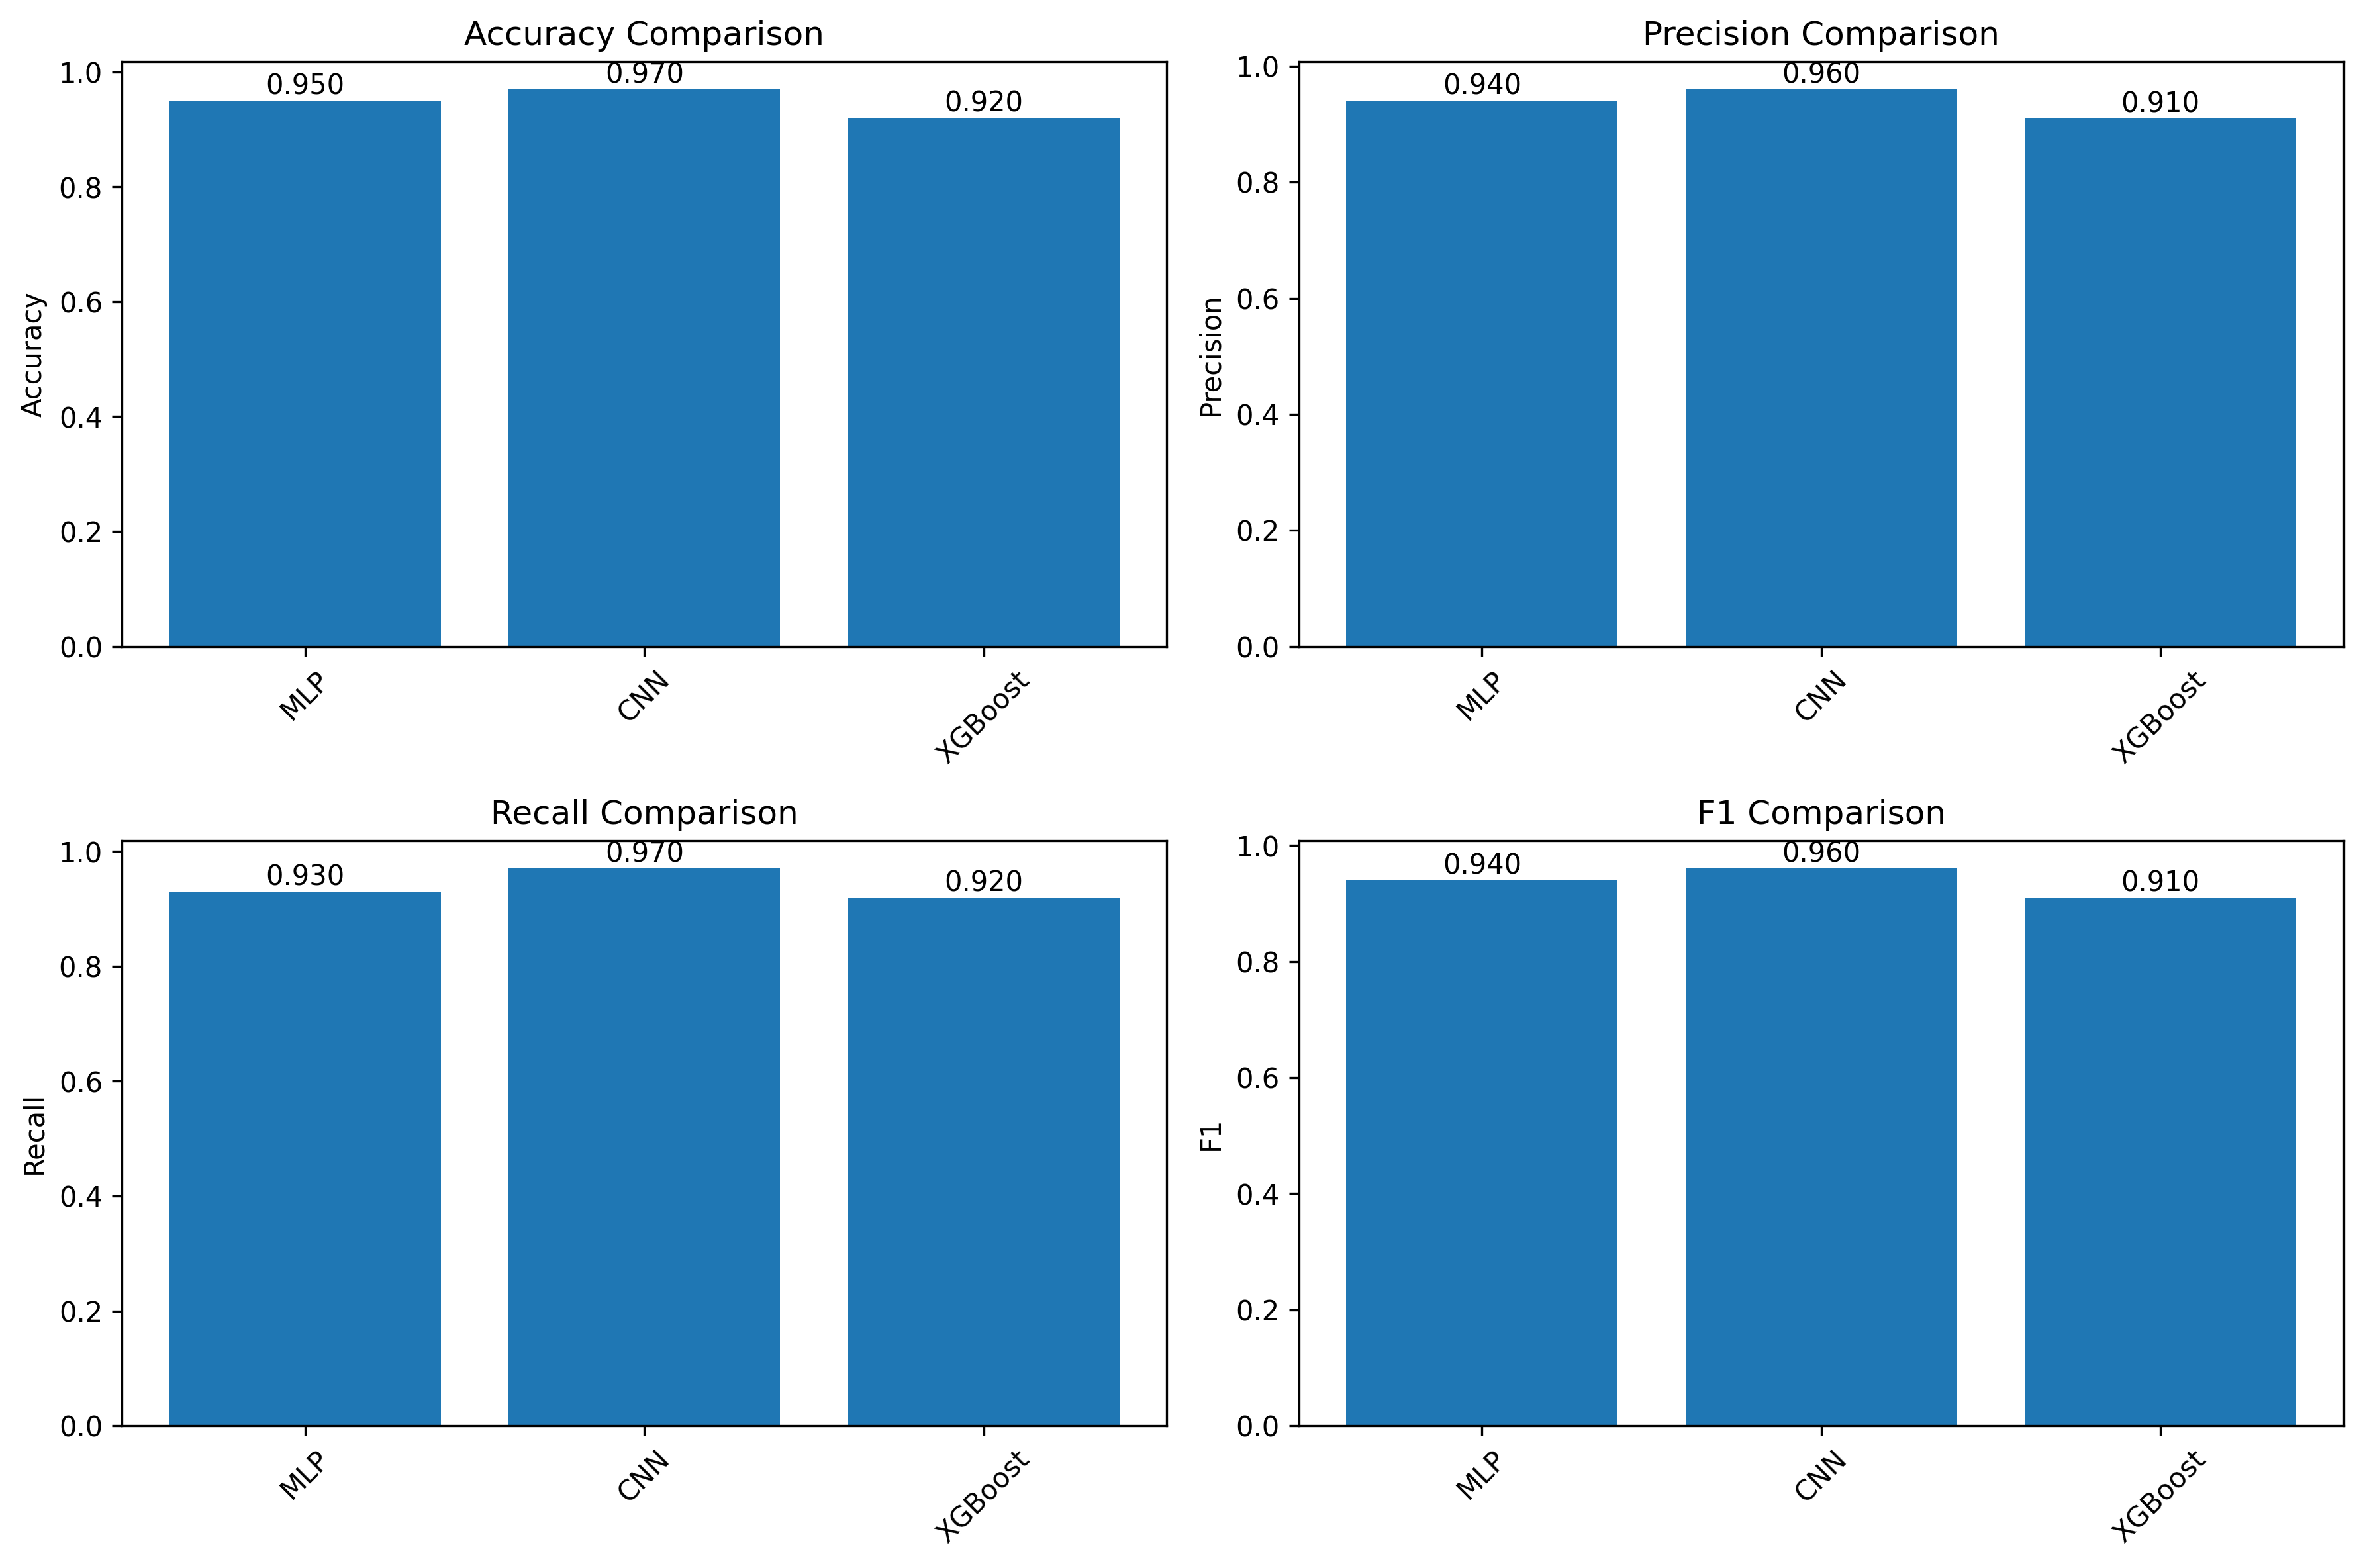 Accuracy Comparison
Accuracy
1.0
0.8
0.6
0.4
0.2
0.0
0.950
0.970
0.920
MLP
CNN
XGBoost
Precision Comparison
Precision
1.0
0.8
0.6
0.4
0.2
0.0
0.940
0.960
0.910
MLP
CNN
XGBoost
Recall Comparison
Recall
1.0
0.8
0.6
0.4
0.2
0.0
0.930
0.970
0.920
MLP
CNN
XGBoost
F1 Comparison
F1
1.0
0.8
0.6
0.4
0.2
0.0
0.940
0.960
0.910
MLP
CNN
XGBoost